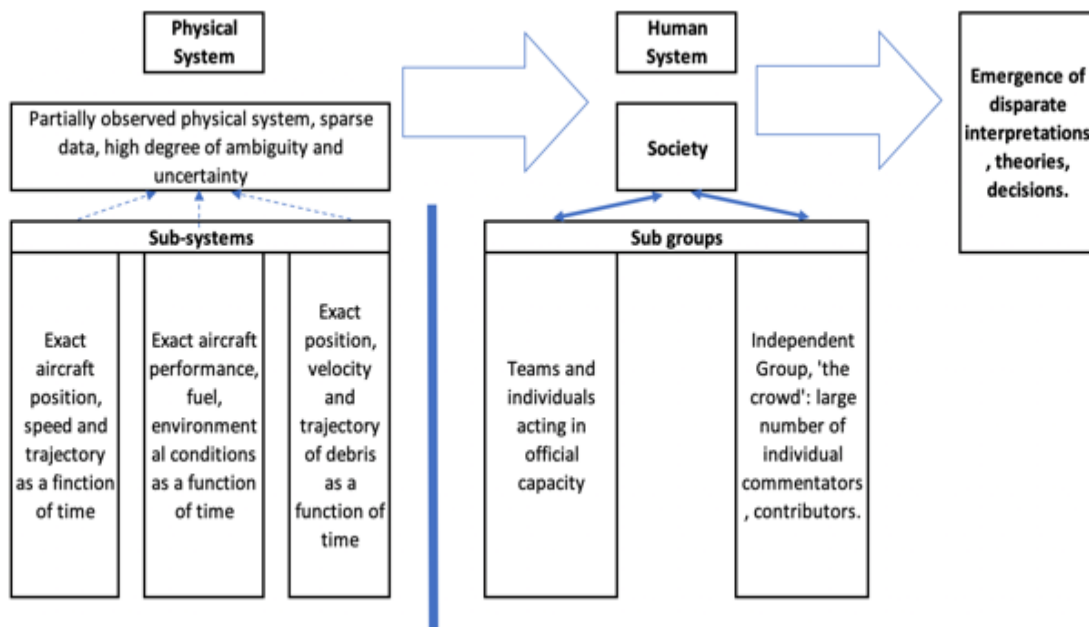 Physical
System
Human
System
Emergence of
disparate
interpretations
, theories,
decisions.
Partially observed physical system, sparse
data, high degree of ambiguity and
uncertainty
Society
Sub-systems
Exact
aircraft
position,
speed and
trajectory
as a finction
of time
Exact aircraft
performance,
fuel,
environment
al conditions
as a function
of time
Exact
position,
velocity
and
trajectory
of debris
as a
function of
time
Sub groups
Teams and
individuals
acting in
official
capacity
Independent
Group, 'the
crowd': large
number of
individual
commentators
, contributors.